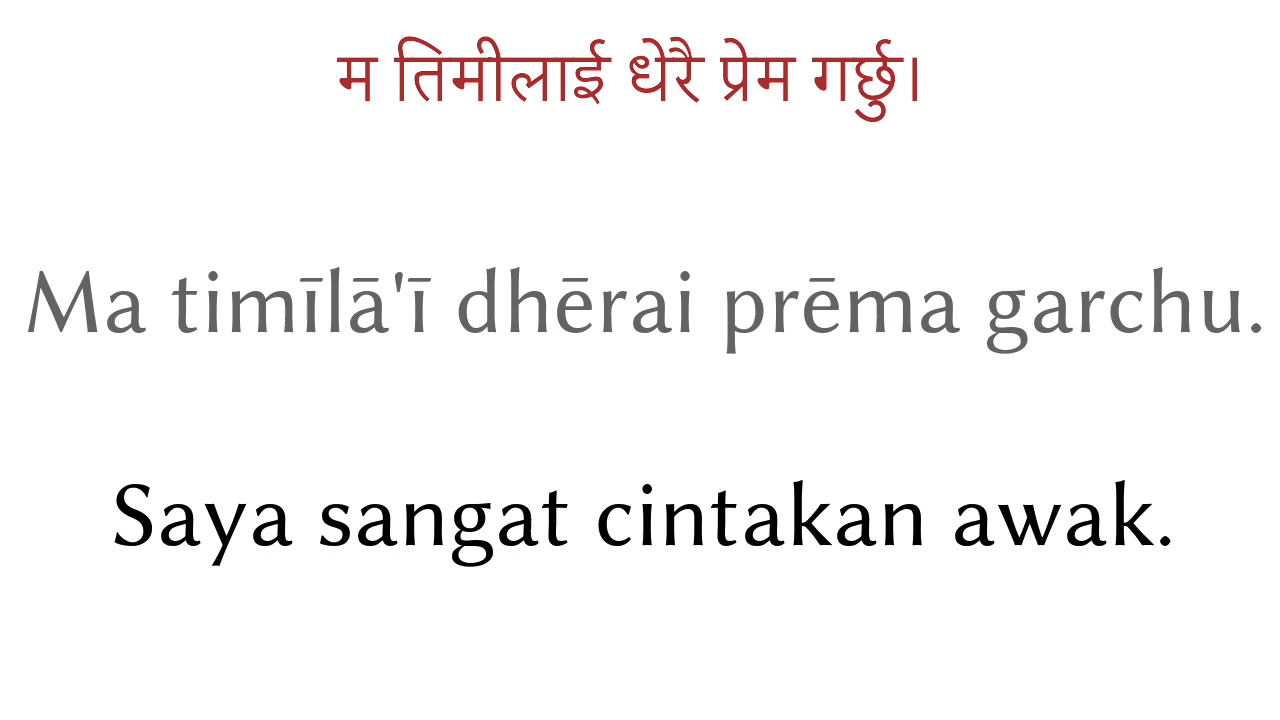 म तिमीलाई धेरै प्रेम गर्छु।
Ma timīlā'ī dhērai prēma garchu.
Saya sangat cintakan awak.